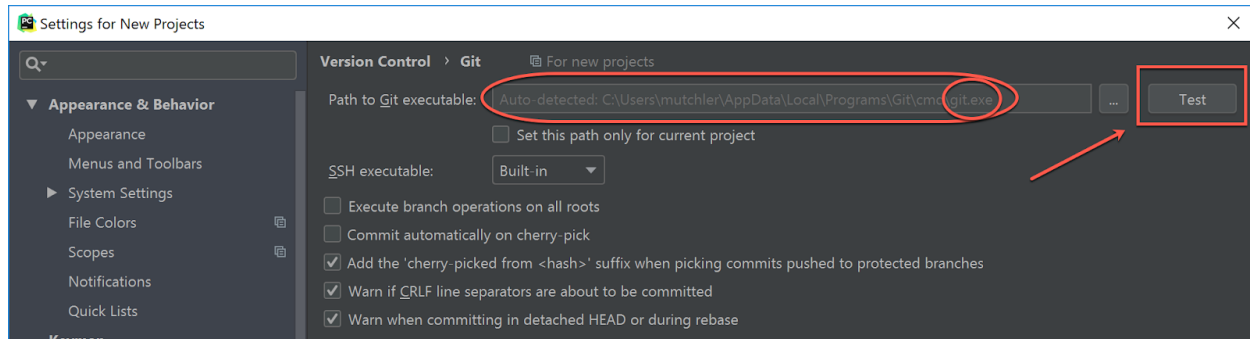 PC Settings for New Projects
Version Control › Git For new projects
Appearance & Behavior
Appearance
Menus and Toolbars
System Settings
File Colors
Scopes
Notifications
Quick Lists
Keymap
Path to Git executable: Auto-detected: C:\Users\mutchler\AppData\Local\Programs\Git\cmd\git.exe ... Test
Set this path only for current project
SSH executable: Built-in
Execute branch operations on all roots
Commit automatically on cherry-pick
Add the 'cherry-picked from <hash>' suffix when picking commits pushed to protected branches
Warn if CRLF line separators are about to be committed
Warn when committing in detached HEAD or during rebase